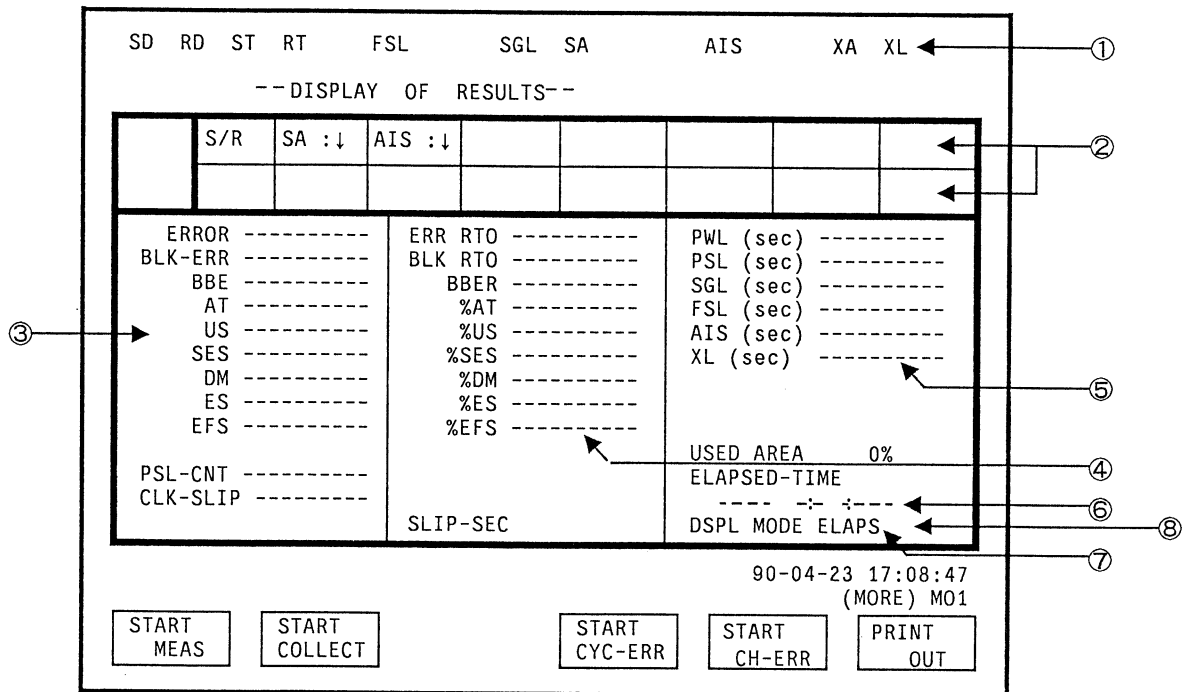 SD RD ST RT FSL SGL SA AIS XA XL ①
--DISPLAY OF RESULTS--
S/R SA :↓ AIS :↓ ②
ERROR ----------
BLK-ERR ----------
BBE ----------
AT ----------
③ US ----------
SES ----------
DM ----------
ES ----------
EFS ----------
PSL-CNT ---------
CLK-SLIP ---------
ERR RTO ----------
BLK RTO ----------
BBER ----------
%AT ----------
%US ----------
%SES ----------
%DM ----------
%ES ----------
%EFS ----------
④
SLIP-SEC
PWL (sec) ----------
PSL (sec) ----------
SGL (sec) ----------
FSL (sec) ----------
AIS (sec) ----------
XL (sec) ----------
⑤
USED AREA 0%
ELAPSED-TIME
---- -:- -:---- ⑥
DSPL MODE ELAPS ⑧
⑦
90-04-23 17:08:47
(MORE) MO1
START
MEAS
START
COLLECT
START
CYC-ERR
START
CH-ERR
PRINT
OUT